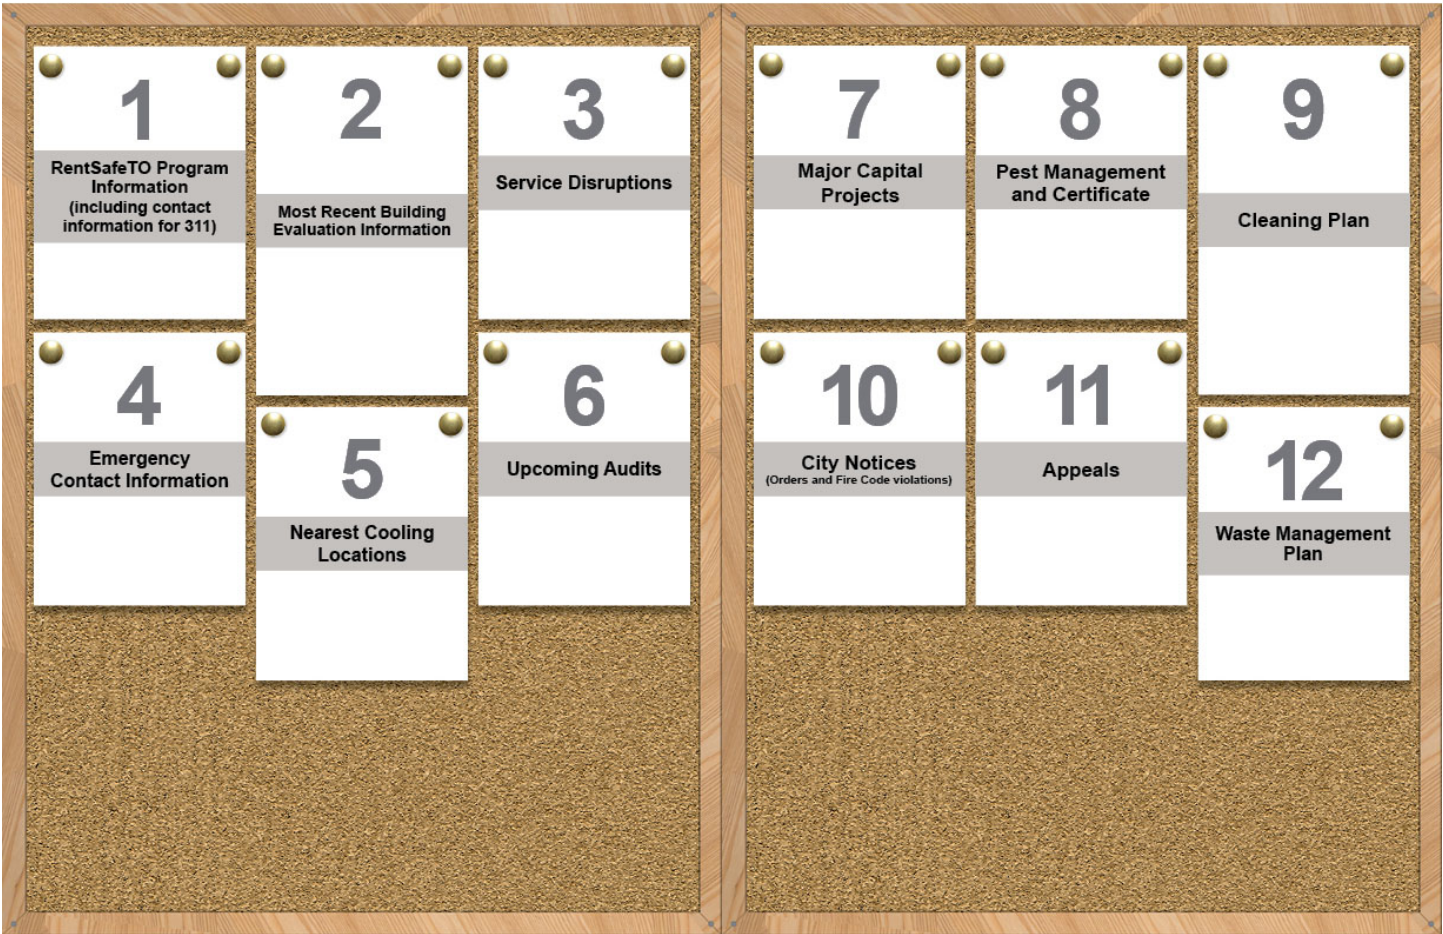 1
RentSafeTO Program
Information
(including contact
information for 311)
2
Most Recent Building
Evaluation Information
3
Service Disruptions
4
Emergency
Contact Information
5
Nearest Cooling
Locations
6
Upcoming Audits
7
Major Capital
Projects
8
Pest Management
and Certificate
9
Cleaning Plan
10
City Notices
(Orders and Fire Code violations)
11
Appeals
12
Waste Management
Plan